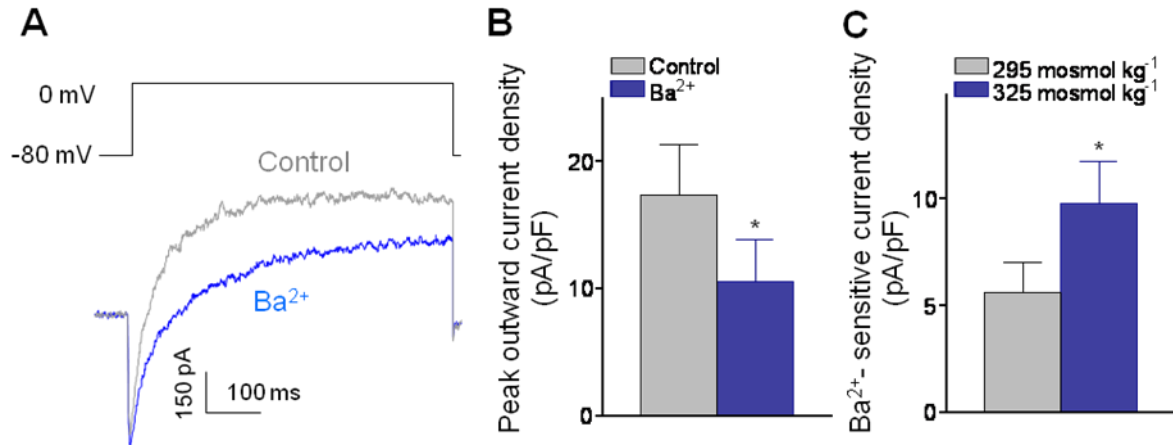 A
0 mV
-80 mV
Control
Ba²⁺
150 pA
100 ms
B
Control
Ba²⁺
Peak outward current density
(pA/pF)
20
10
0
*
C
295 mosmol kg⁻¹
325 mosmol kg⁻¹
Ba²⁺- sensitive current density
(pA/pF)
10
5
0
*